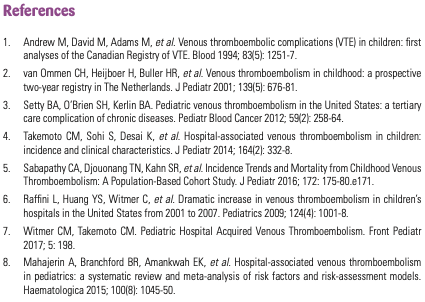 References
1. Andrew M, David M, Adams M, et al. Venous thromboembolic complications (VTE) in children: first
analyses of the Canadian Registry of VTE. Blood 1994; 83(5): 1251-7.
2. van Ommen CH, Heijboer H, Buller HR, et al. Venous thromboembolism in childhood: a prospective
two-year registry in The Netherlands. J Pediatr 2001; 139(5): 676-81.
3. Setty BA, O'Brien SH, Kerlin BA. Pediatric venous thromboembolism in the United States: a tertiary
care complication of chronic diseases. Pediatr Blood Cancer 2012; 59(2): 258-64.
4. Takemoto CM, Sohi S, Desai K, et al. Hospital-associated venous thromboembolism in children:
incidence and clinical characteristics. J Pediatr 2014; 164(2): 332-8.
5. Sabapathy CA, Djouonang TN, Kahn SR, et al. Incidence Trends and Mortality from Childhood Venous
Thromboembolism: A Population-Based Cohort Study. J Pediatr 2016; 172: 175-80.e171.
6. Raffini L, Huang YS, Witmer C, et al. Dramatic increase in venous thromboembolism in children's
hospitals in the United States from 2001 to 2007. Pediatrics 2009; 124(4): 1001-8.
7. Witmer CM, Takemoto CM. Pediatric Hospital Acquired Venous Thromboembolism. Front Pediatr
2017; 5: 198.
8. Mahajerin A, Branchford BR, Amankwah EK, et al. Hospital-associated venous thromboembolism
in pediatrics: a systematic review and meta-analysis of risk factors and risk-assessment models.
Haematologica 2015; 100(8): 1045-50.